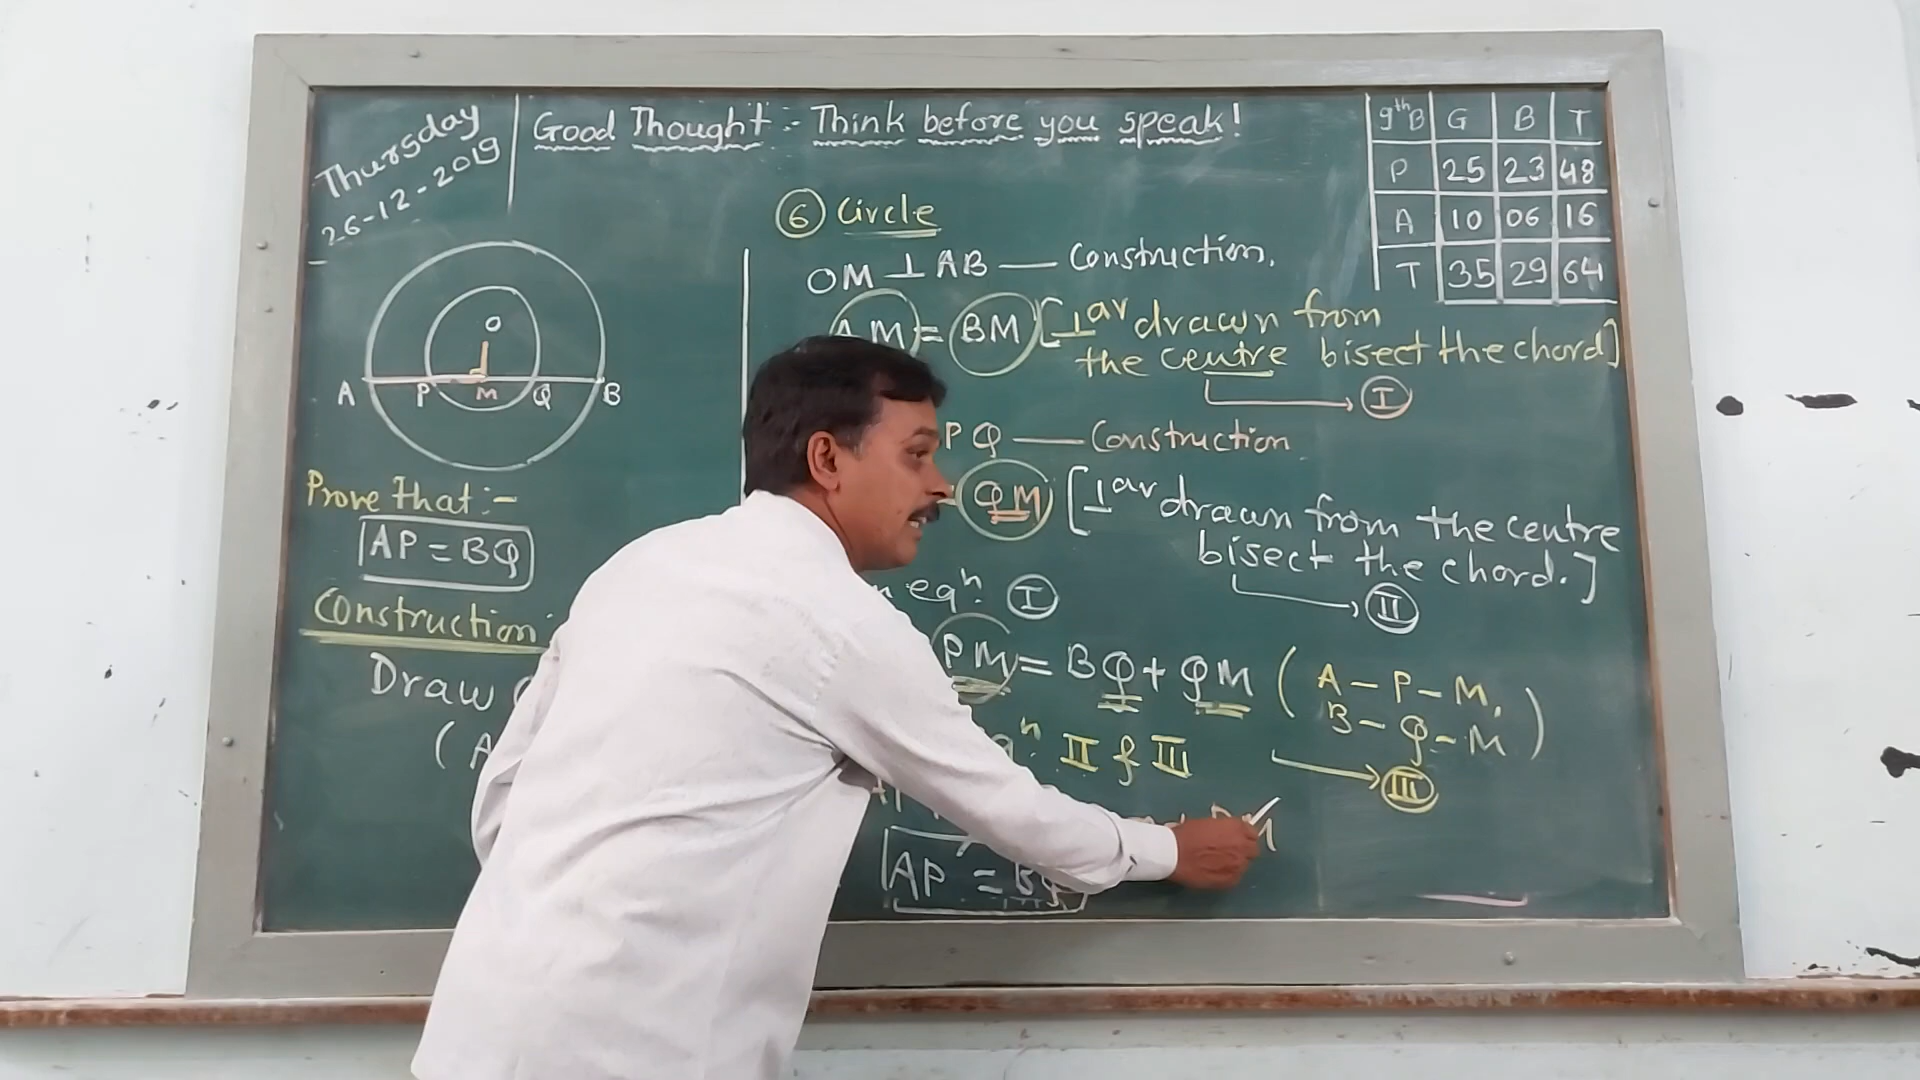 Thursday
26-12-2019
Good Thought :- Think before you speak!
9th B G B T
P 25 23 48
A 10 06 16
T 35 29 64
O
A P M Q B
Prove that :-
AP = BQ
Construction:
Draw
(A
6 Circle
OM ⊥ AB — Construction.
AM = BM [⊥ar drawn from
the centre bisect the chord]
I
PQ — Construction
QM [⊥ar drawn from the centre
bisect the chord.]
II
eqn. I
PM = BQ + QM (A – P – M,
B – Q – M)
III
II & III
AP = BQ